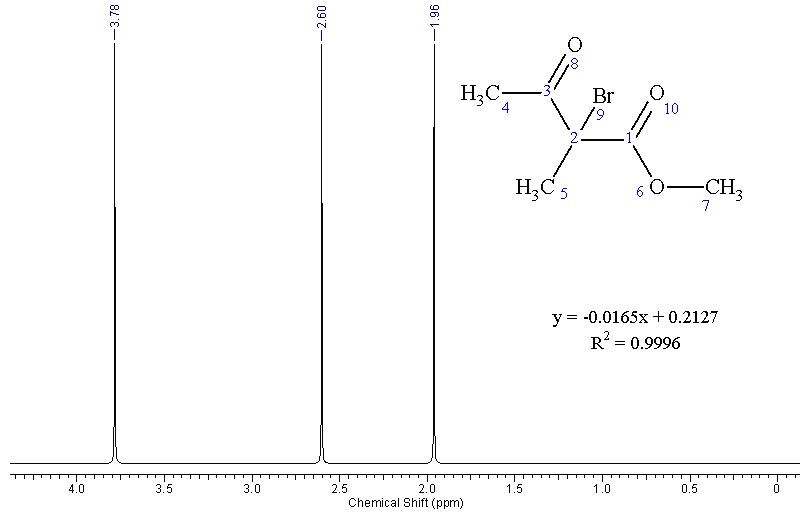 3.78
2.60
1.96
O
8
H3C
4
3
Br
9
O
10
2
1
H3C
5
6
O
CH3
7
y = -0.0165x + 0.2127
R² = 0.9996
4.0 3.5 3.0 2.5 2.0 1.5 1.0 0.5 0
Chemical Shift (ppm)